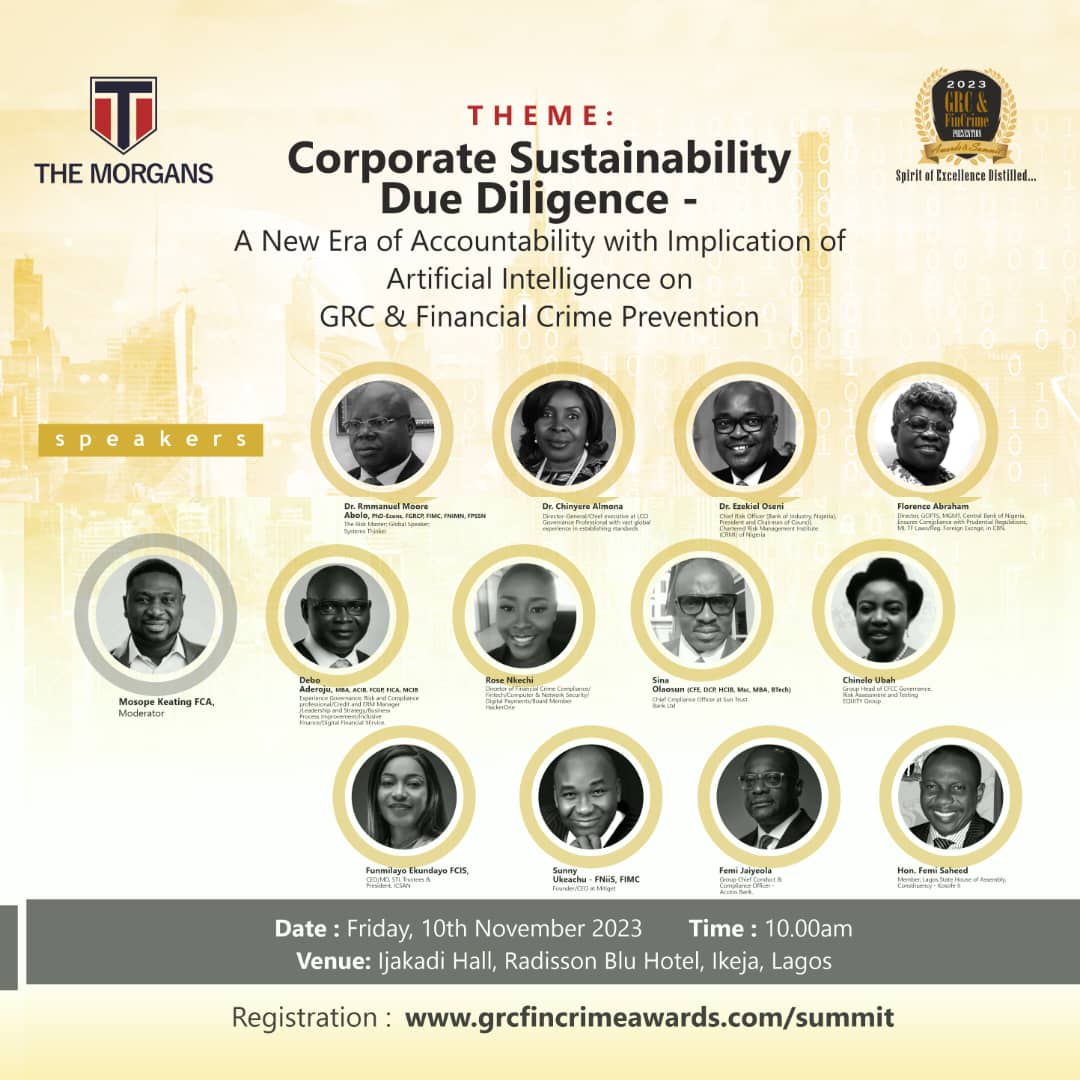 THE MORGANS
THEME:
Corporate Sustainability
Due Diligence -
A New Era of Accountability with Implication of
Artificial Intelligence on
GRC & Financial Crime Prevention
2023
GRC &
FinCrime
PREVENTION
Awards & Summit
Spirit of Excellence Distilled...
speakers
Dr. Rmmanuel Moore
Abolo, PhD-Econs, FGRCP, FIMC, FNIMN, FPSSN
The Risk Master; Global Speaker;
Systems Thinker
Dr. Chinyere Almona
Director-General/Chief executive at LCCI
Governance Professional with vast global
experience in establishing standards
Dr. Ezekiel Oseni
Chief Risk Officer (Bank of Industry, Nigeria),
President and Chairman of Council,
Chartered Risk Management Institute
(CRMI) of Nigeria
Florence Abraham
Director, Central Bank of Nigeria,
Ensures Compliance with Prudential Regulations,
ML TF Laws/Reg. Foreign Exonge, in CBN.
Mosope Keating FCA,
Moderator
Debo
Aderoju, MBA, ACIB, FCGP, FICA, NCIB
Experience Governance, Risk and Compliance
professional/Credit and ERM Manager
/Leadership and Strategy/Business
Process Improvement/Inclusive
Finance/Digital Financial Service.
Rose Nkechi
Director of Financial Crime Compliance/
Fintech/Computer & Network Security/
Digital Payments/Board Member
HackerOne
Sina
Olaosun (CFE, DCP, HCIB, Msc, MBA, BTech)
Chief Cmpliance Officer at Sun Trust
Bank Ltd
Chinelo Ubah
Group Head of CFCC Governance,
Risk Assessment and Testing
EQUITY Group
Funmilayo Ekundayo FCIS,
CEO/MD, STL Trustees &
President, ICSAN
Sunny
Ukeachu - FNiiS, FIMC
Founder/CEO at Mitiget
Femi Jaiyeola
Group Chief Conduct &
Compliance Officer -
Access Bank.
Hon. Femi Saheed
Member, Lagos State House of Assembly,
Constituency - Kosofe II
Date : Friday, 10th November 2023 Time : 10.00am
Venue: Ijakadi Hall, Radisson Blu Hotel, Ikeja, Lagos
Registration : www.grcfincrimeawards.com/summit